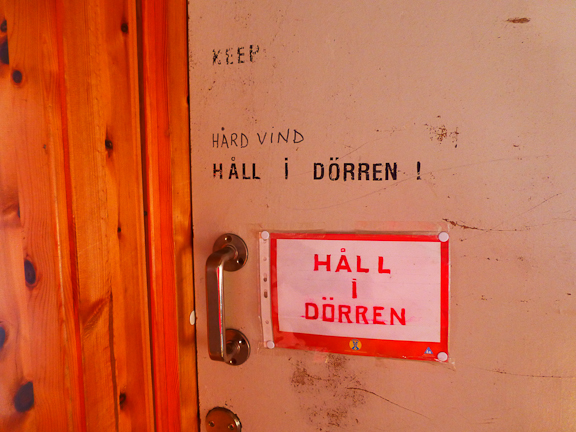 KEEP
HÅRD VIND
HÅLL I DÖRREN !
HÅLL
I
DÖRREN